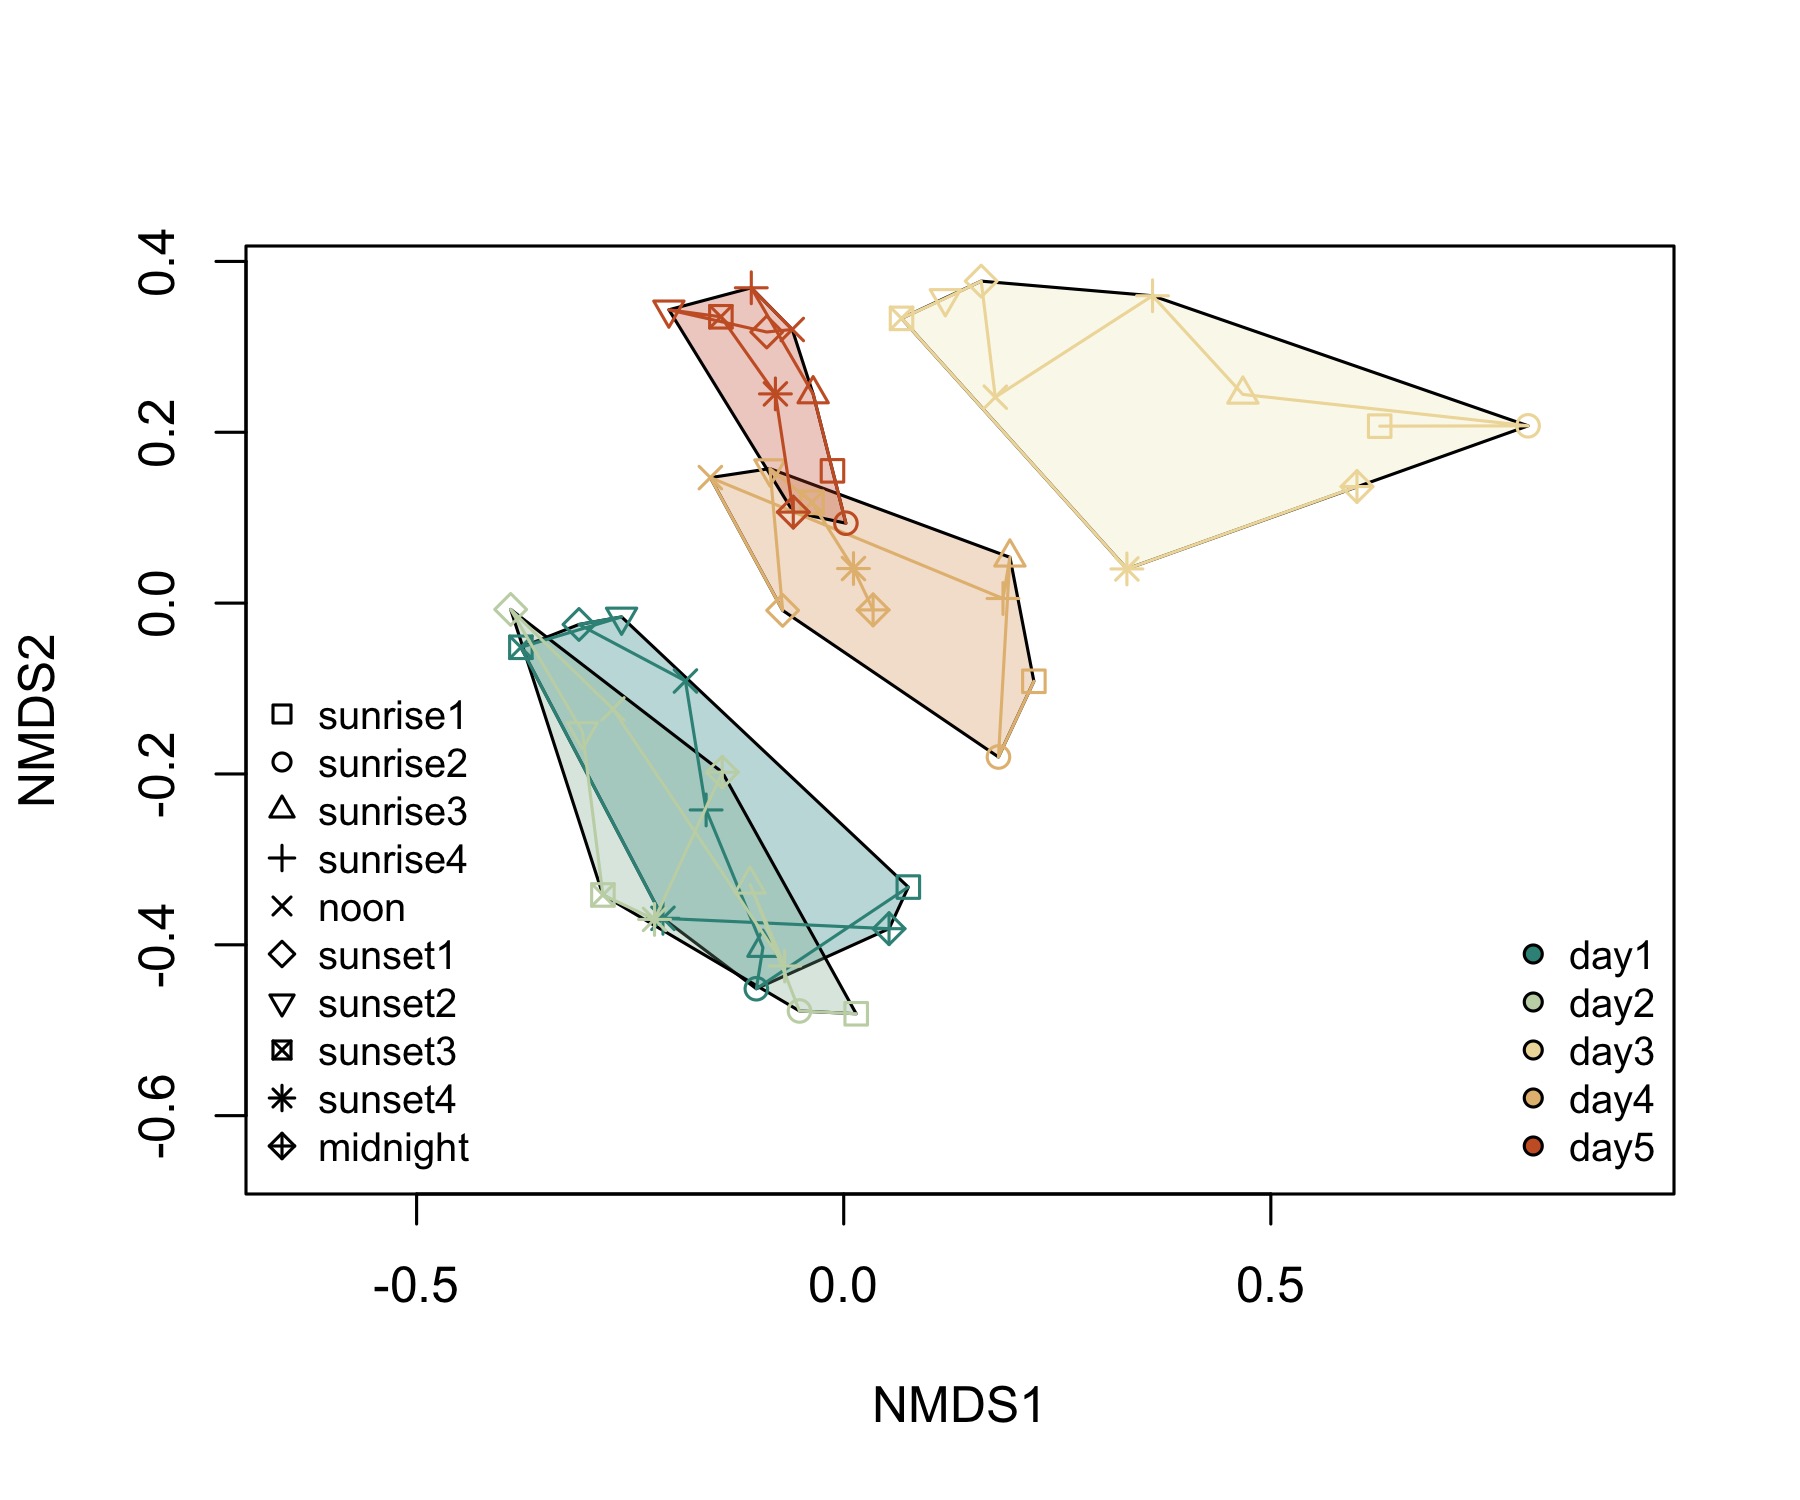 0.4
0.2
0.0
-0.2
-0.4
-0.6
NMDS2
sunrise1
sunrise2
sunrise3
sunrise4
noon
sunset1
sunset2
sunset3
sunset4
midnight
day1
day2
day3
day4
day5
-0.5 0.0 0.5
NMDS1